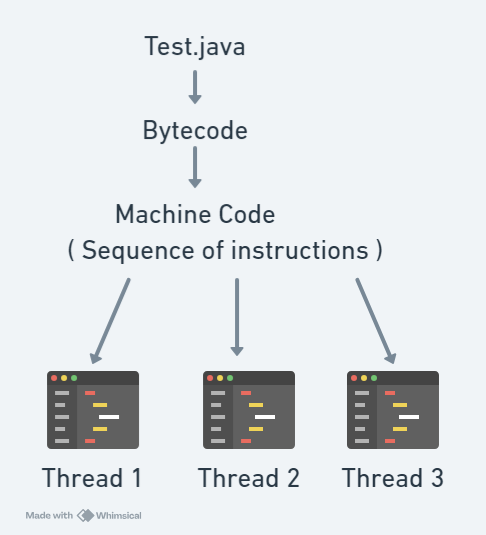 Test.java
Bytecode
Machine Code
( Sequence of instructions )
Thread 1
Thread 2
Thread 3
Made with Whimsical